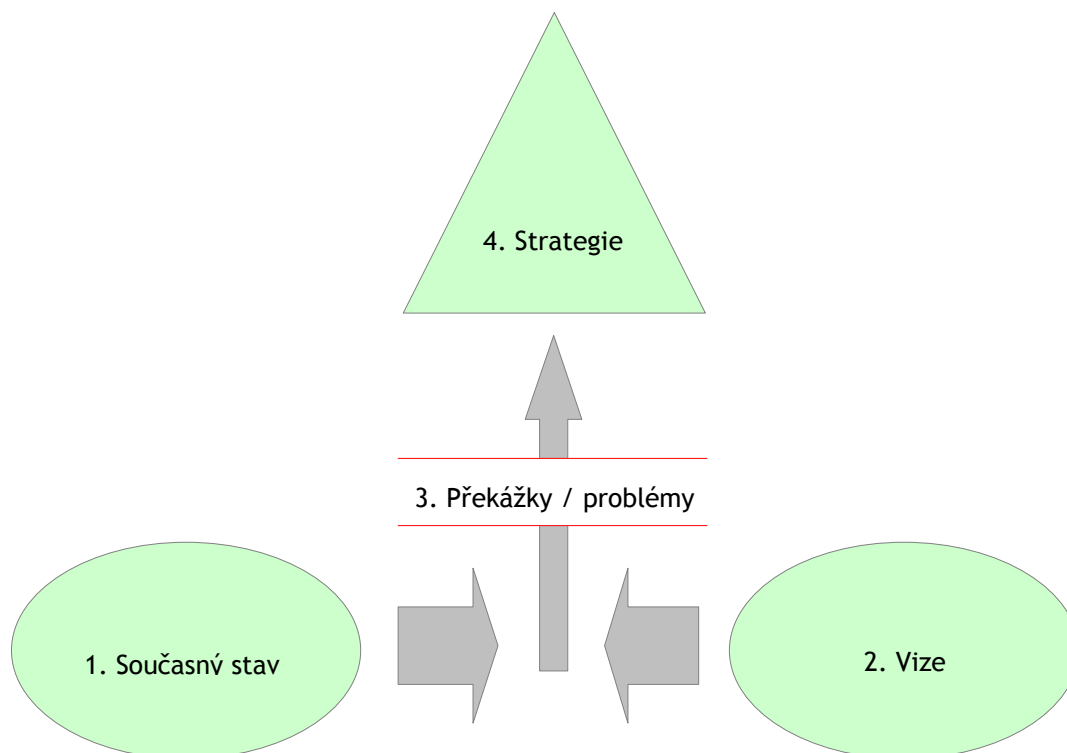 4. Strategie
3. Překážky / problémy
1. Současný stav
2. Vize